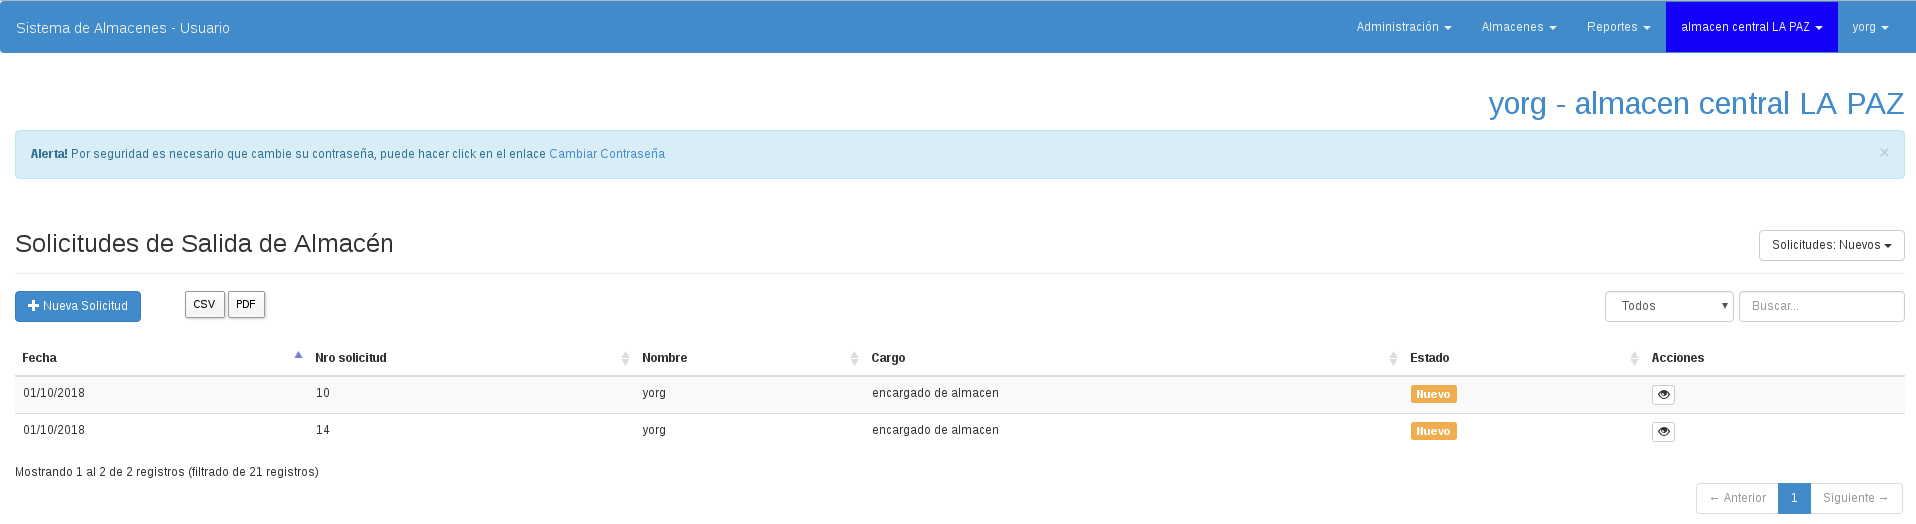 Sistema de Almacenes - Usuario Administración Almacenes Reportes almacen central LA PAZ yorg
yorg - almacen central LA PAZ
Alerta! Por seguridad es necesario que cambie su contraseña, puede hacer click en el enlace Cambiar Contraseña ×
Solicitudes de Salida de Almacén Solicitudes: Nuevos
Nueva Solicitud CSV PDF Todos Buscar...
Fecha Nro solicitud Nombre Cargo Estado Acciones
01/10/2018 10 yorg encargado de almacen Nuevo
01/10/2018 14 yorg encargado de almacen Nuevo
Mostrando 1 al 2 de 2 registros (filtrado de 21 registros)
← Anterior 1 Siguiente →